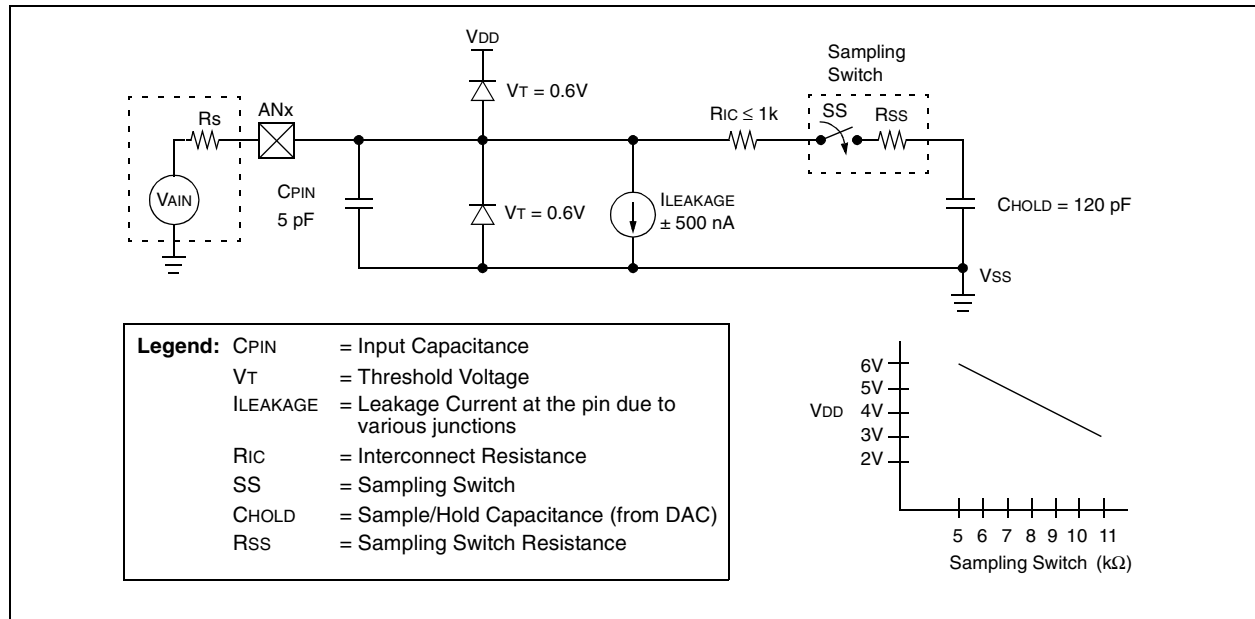 VDD
Sampling
Switch
VT = 0.6V
Rs
ANx
RIC ≤ 1k
SS
RSS
VAIN
CPIN
5 pF
VT = 0.6V
ILEAKAGE
± 500 nA
CHOLD = 120 pF
VSS
Legend: CPIN = Input Capacitance
VT = Threshold Voltage
ILEAKAGE = Leakage Current at the pin due to
various junctions
RIC = Interconnect Resistance
SS = Sampling Switch
CHOLD = Sample/Hold Capacitance (from DAC)
RSS = Sampling Switch Resistance
6V
5V
VDD 4V
3V
2V
5 6 7 8 9 10 11
Sampling Switch (kΩ)